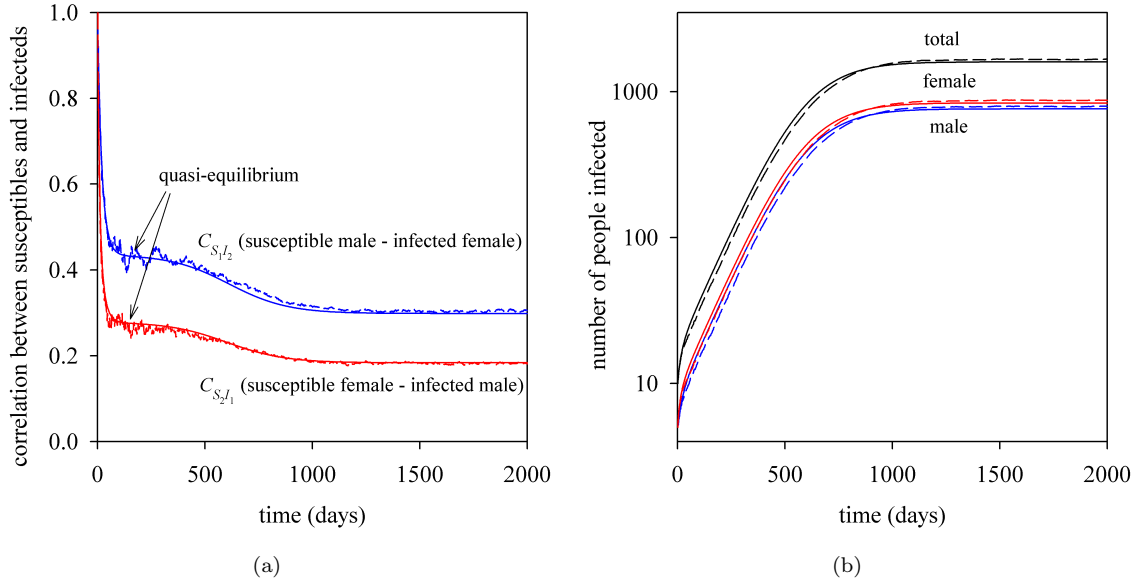 correlation between susceptibles and infecteds
1.0
0.8
0.6
0.4
0.2
0.0
quasi-equilibrium
C_{S_1I_2} (susceptible male - infected female)
C_{S_2I_1} (susceptible female - infected male)
0 500 1000 1500 2000
time (days)
(a)
number of people infected
1000
100
10
total
female
male
0 500 1000 1500 2000
time (days)
(b)